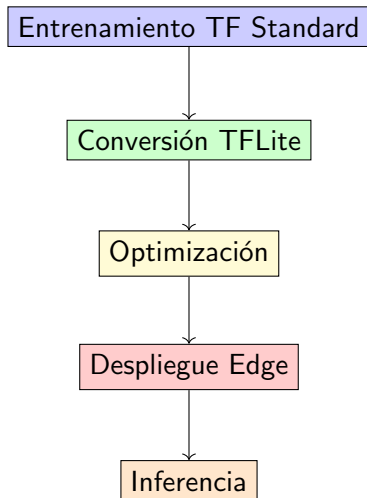 Entrenamiento TF Standard
Conversión TFLite
Optimización
Despliegue Edge
Inferencia